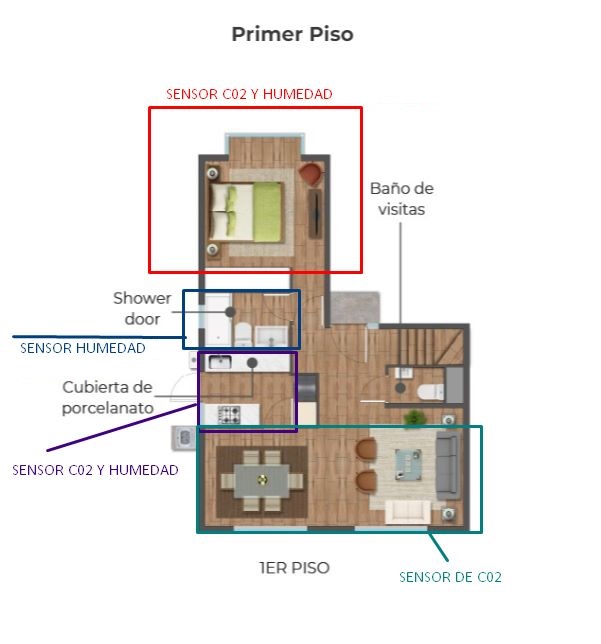 Primer Piso
SENSOR C02 Y HUMEDAD
Baño de
visitas
Shower
door
SENSOR HUMEDAD
Cubierta de
porcelanato
SENSOR C02 Y HUMEDAD
1ER PISO
SENSOR DE C02